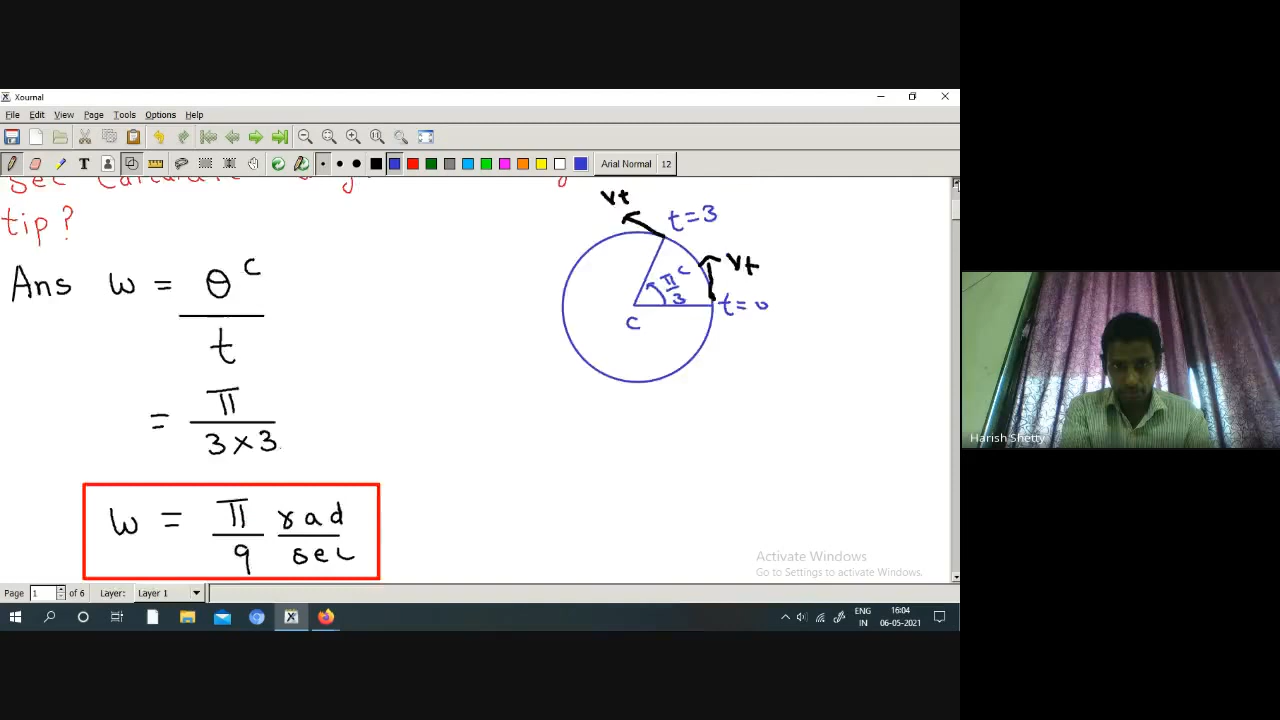 Xournal
File Edit View Page Tools Options Help
Arial Normal 12
tip?
Ans w = θ^c
t
= π
3×3
w = π rad
9 sec
vt
t=3
vt
π^c
3
t=0
c
Activate Windows
Go to Settings to activate Windows.
Page 1 of 6 Layer: Layer 1
ENG 16:04
IN 06-05-2021
Harish Shetty